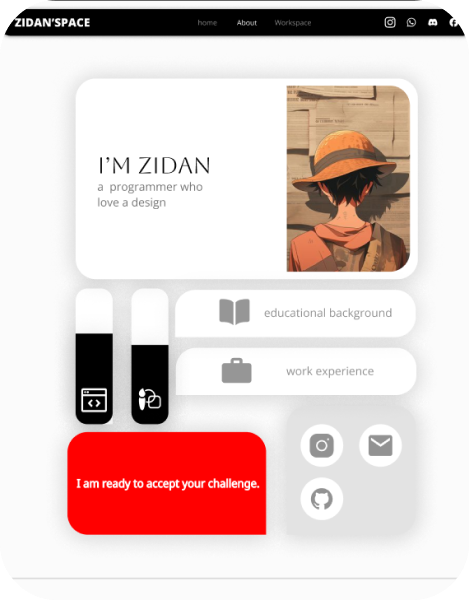 ZIDAN'SPACE
home
About
Workspace
I'M ZIDAN
a programmer who
love a design
educational background
work experience
I am ready to accept your challenge.